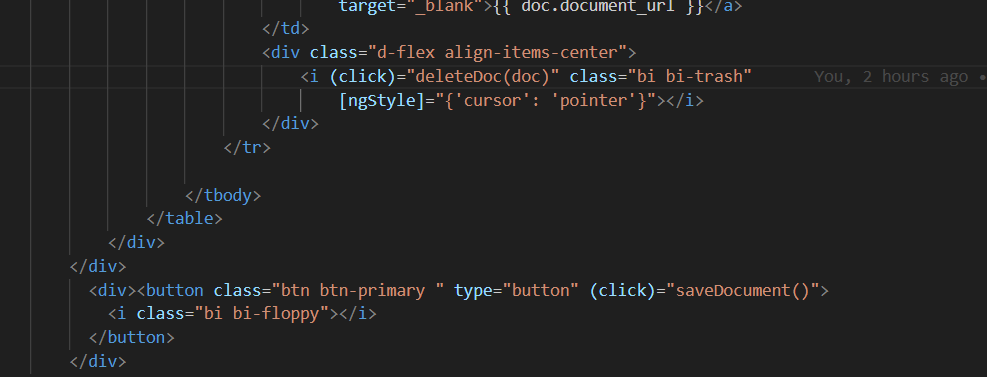 target="_blank">{{ doc.document_url }}</a>
</td>
<div class="d-flex align-items-center">
<i (click)="deleteDoc(doc)" class="bi bi-trash" You, 2 hours ago •
[ngStyle]="{'cursor': 'pointer'}"></i>
</div>
</tr>
</tbody>
</table>
</div>
</div>
<div><button class="btn btn-primary " type="button" (click)="saveDocument()">
<i class="bi bi-floppy"></i>
</button>
</div>